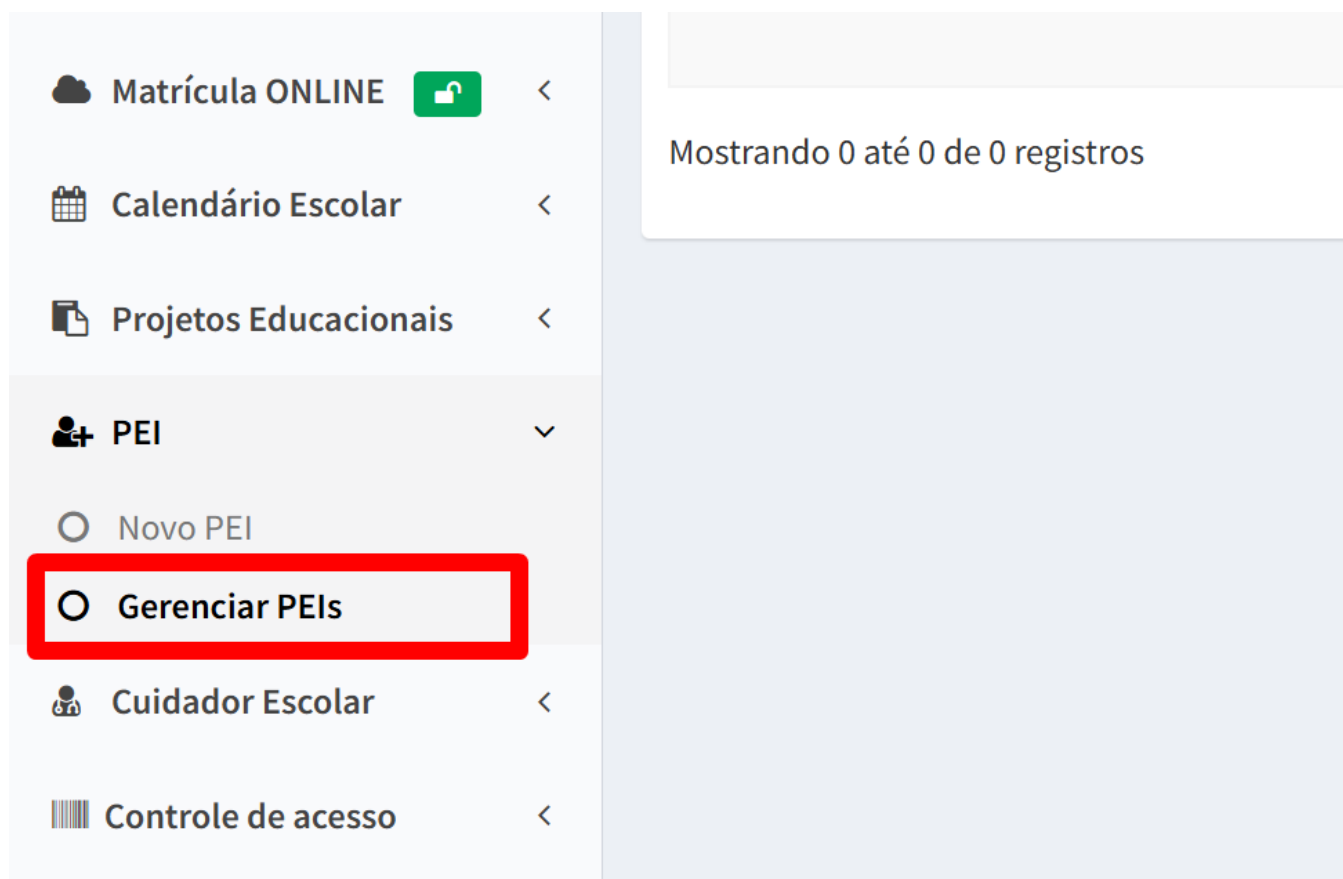 Matrícula ONLINE
Mostrando 0 até 0 de 0 registros
Calendário Escolar
Projetos Educacionais
PEI
Novo PEI
Gerenciar PEIs
Cuidador Escolar
Controle de acesso